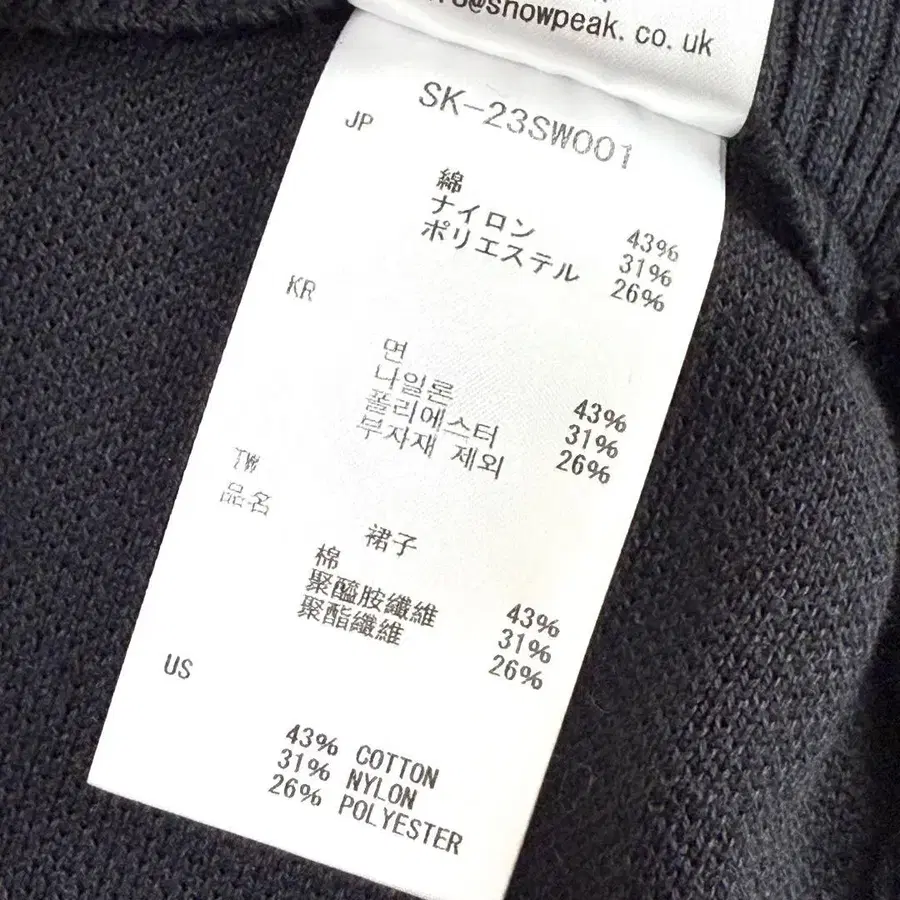 @snowpeak.co.uk
SK-23SW001
JP
綿 43%
ナイロン 31%
ポリエステル 26%
KR
면 43%
나일론 31%
폴리에스터 26%
부자재 제외
TW
品名 裙子
棉 43%
聚醯胺纖維 31%
聚酯纖維 26%
US
43% COTTON
31% NYLON
26% POLYESTER